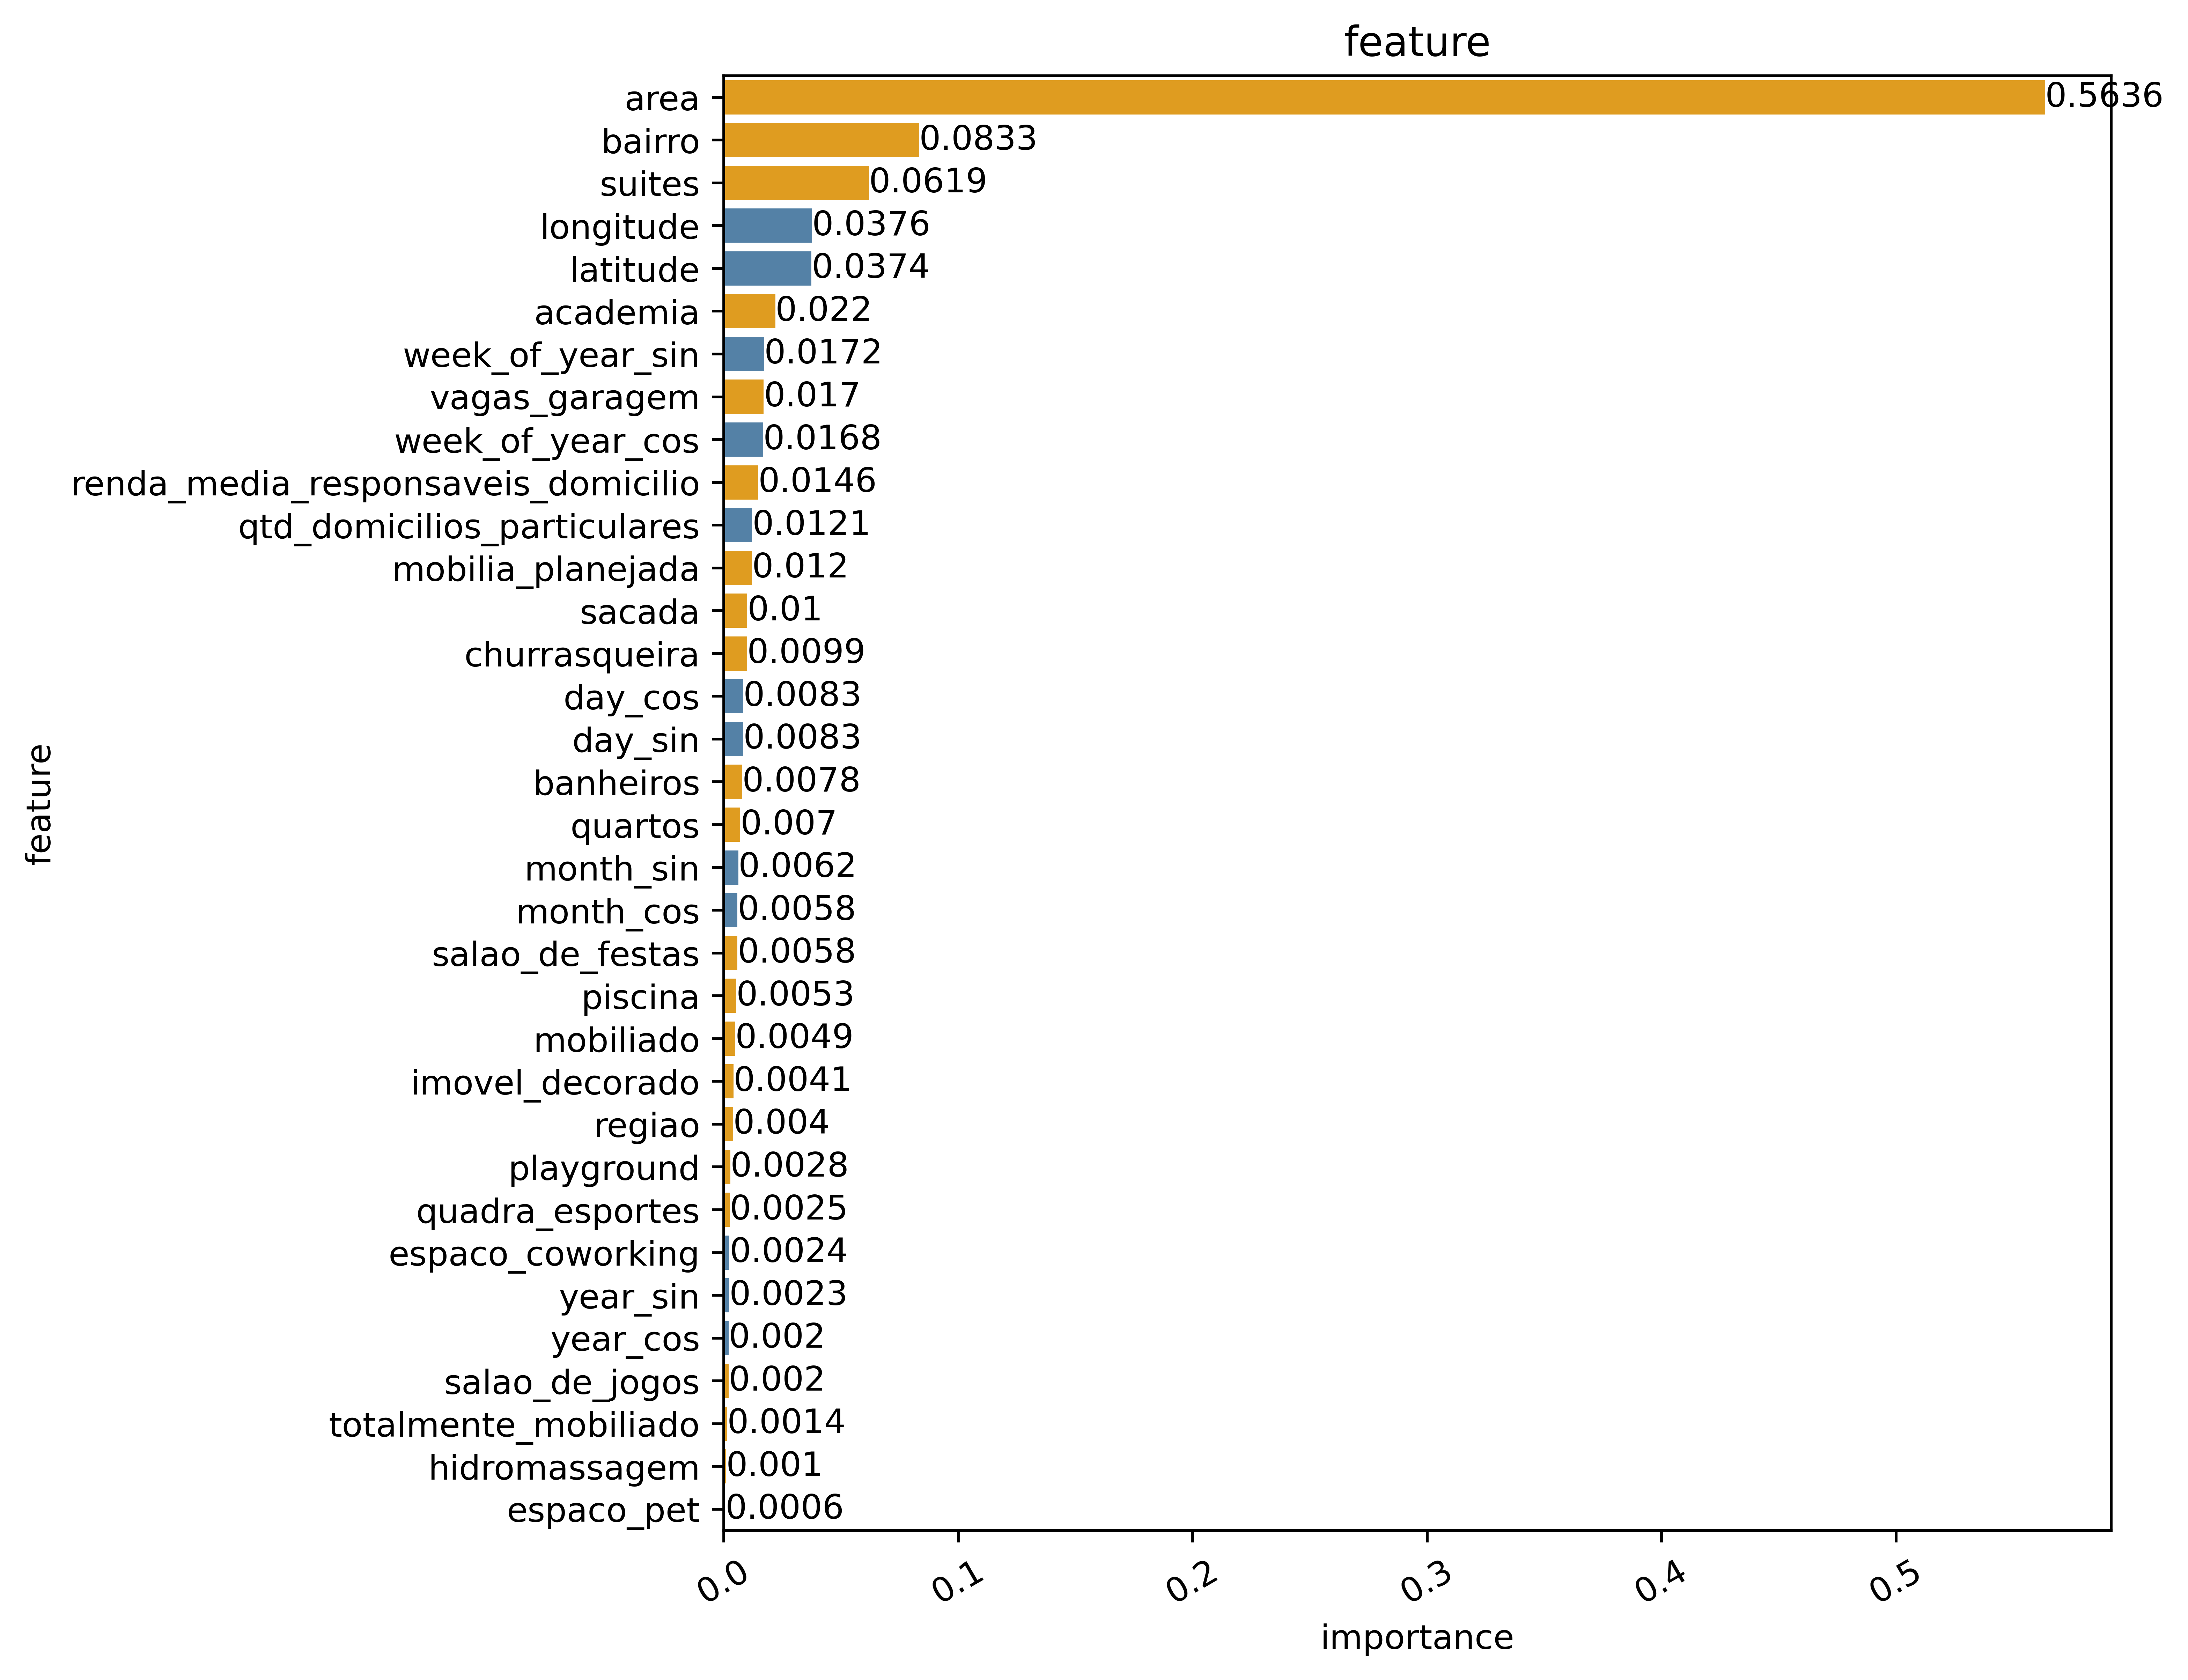 feature
area 0.5636
bairro 0.0833
suites 0.0619
longitude 0.0376
latitude 0.0374
academia 0.022
week_of_year_sin 0.0172
vagas_garagem 0.017
week_of_year_cos 0.0168
renda_media_responsaveis_domicilio 0.0146
qtd_domicilios_particulares 0.0121
mobilia_planejada 0.012
sacada 0.01
churrasqueira 0.0099
day_cos 0.0083
day_sin 0.0083
banheiros 0.0078
quartos 0.007
month_sin 0.0062
month_cos 0.0058
salao_de_festas 0.0058
piscina 0.0053
mobiliado 0.0049
imovel_decorado 0.0041
regiao 0.004
playground 0.0028
quadra_esportes 0.0025
espaco_coworking 0.0024
year_sin 0.0023
year_cos 0.002
salao_de_jogos 0.002
totalmente_mobiliado 0.0014
hidromassagem 0.001
espaco_pet 0.0006
feature
0.0 0.1 0.2 0.3 0.4 0.5
importance